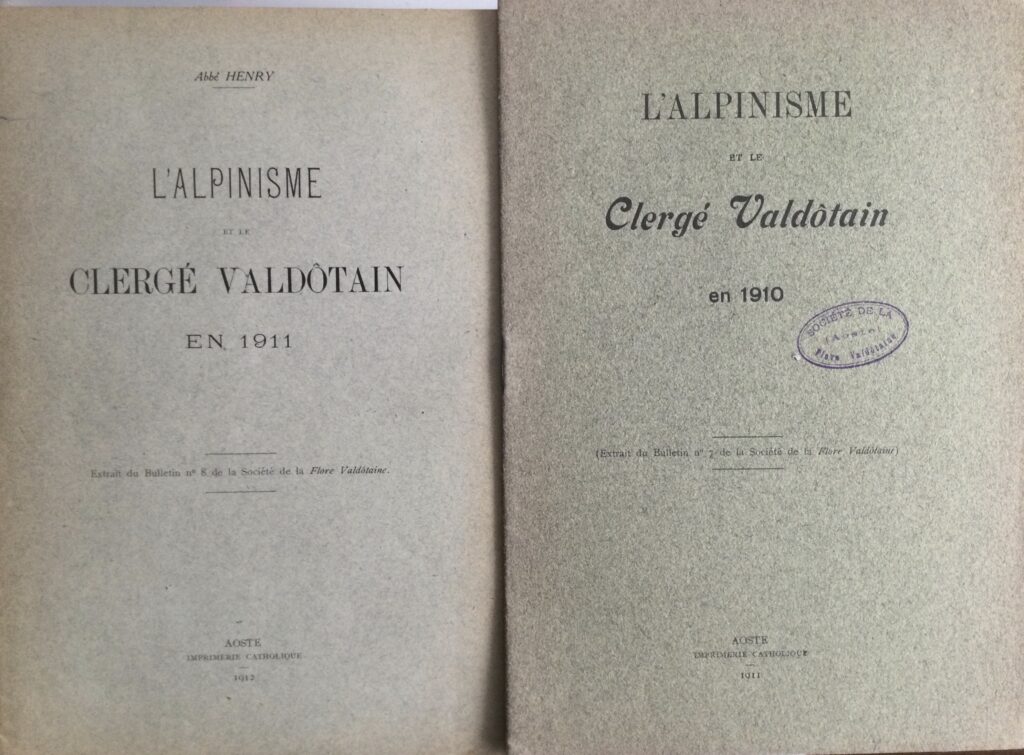 Abbé HENRY
L'ALPINISME
ET LE
CLERGÉ VALDÔTAIN
EN 1911
Extrait du Bulletin nº 8 de la Société de la Flore Valdôtaine.
AOSTE
IMPRIMERIE CATHOLIQUE
1912
L'ALPINISME
ET LE
Clergé Valdôtain
en 1910
SOCIÉTÉ DE LA
(Aoste)
Flore Valdôtaine
(Extrait du Bulletin nº 7 de la Société de la Flore Valdôtaine)
AOSTE
IMPRIMERIE CATHOLIQUE
1911